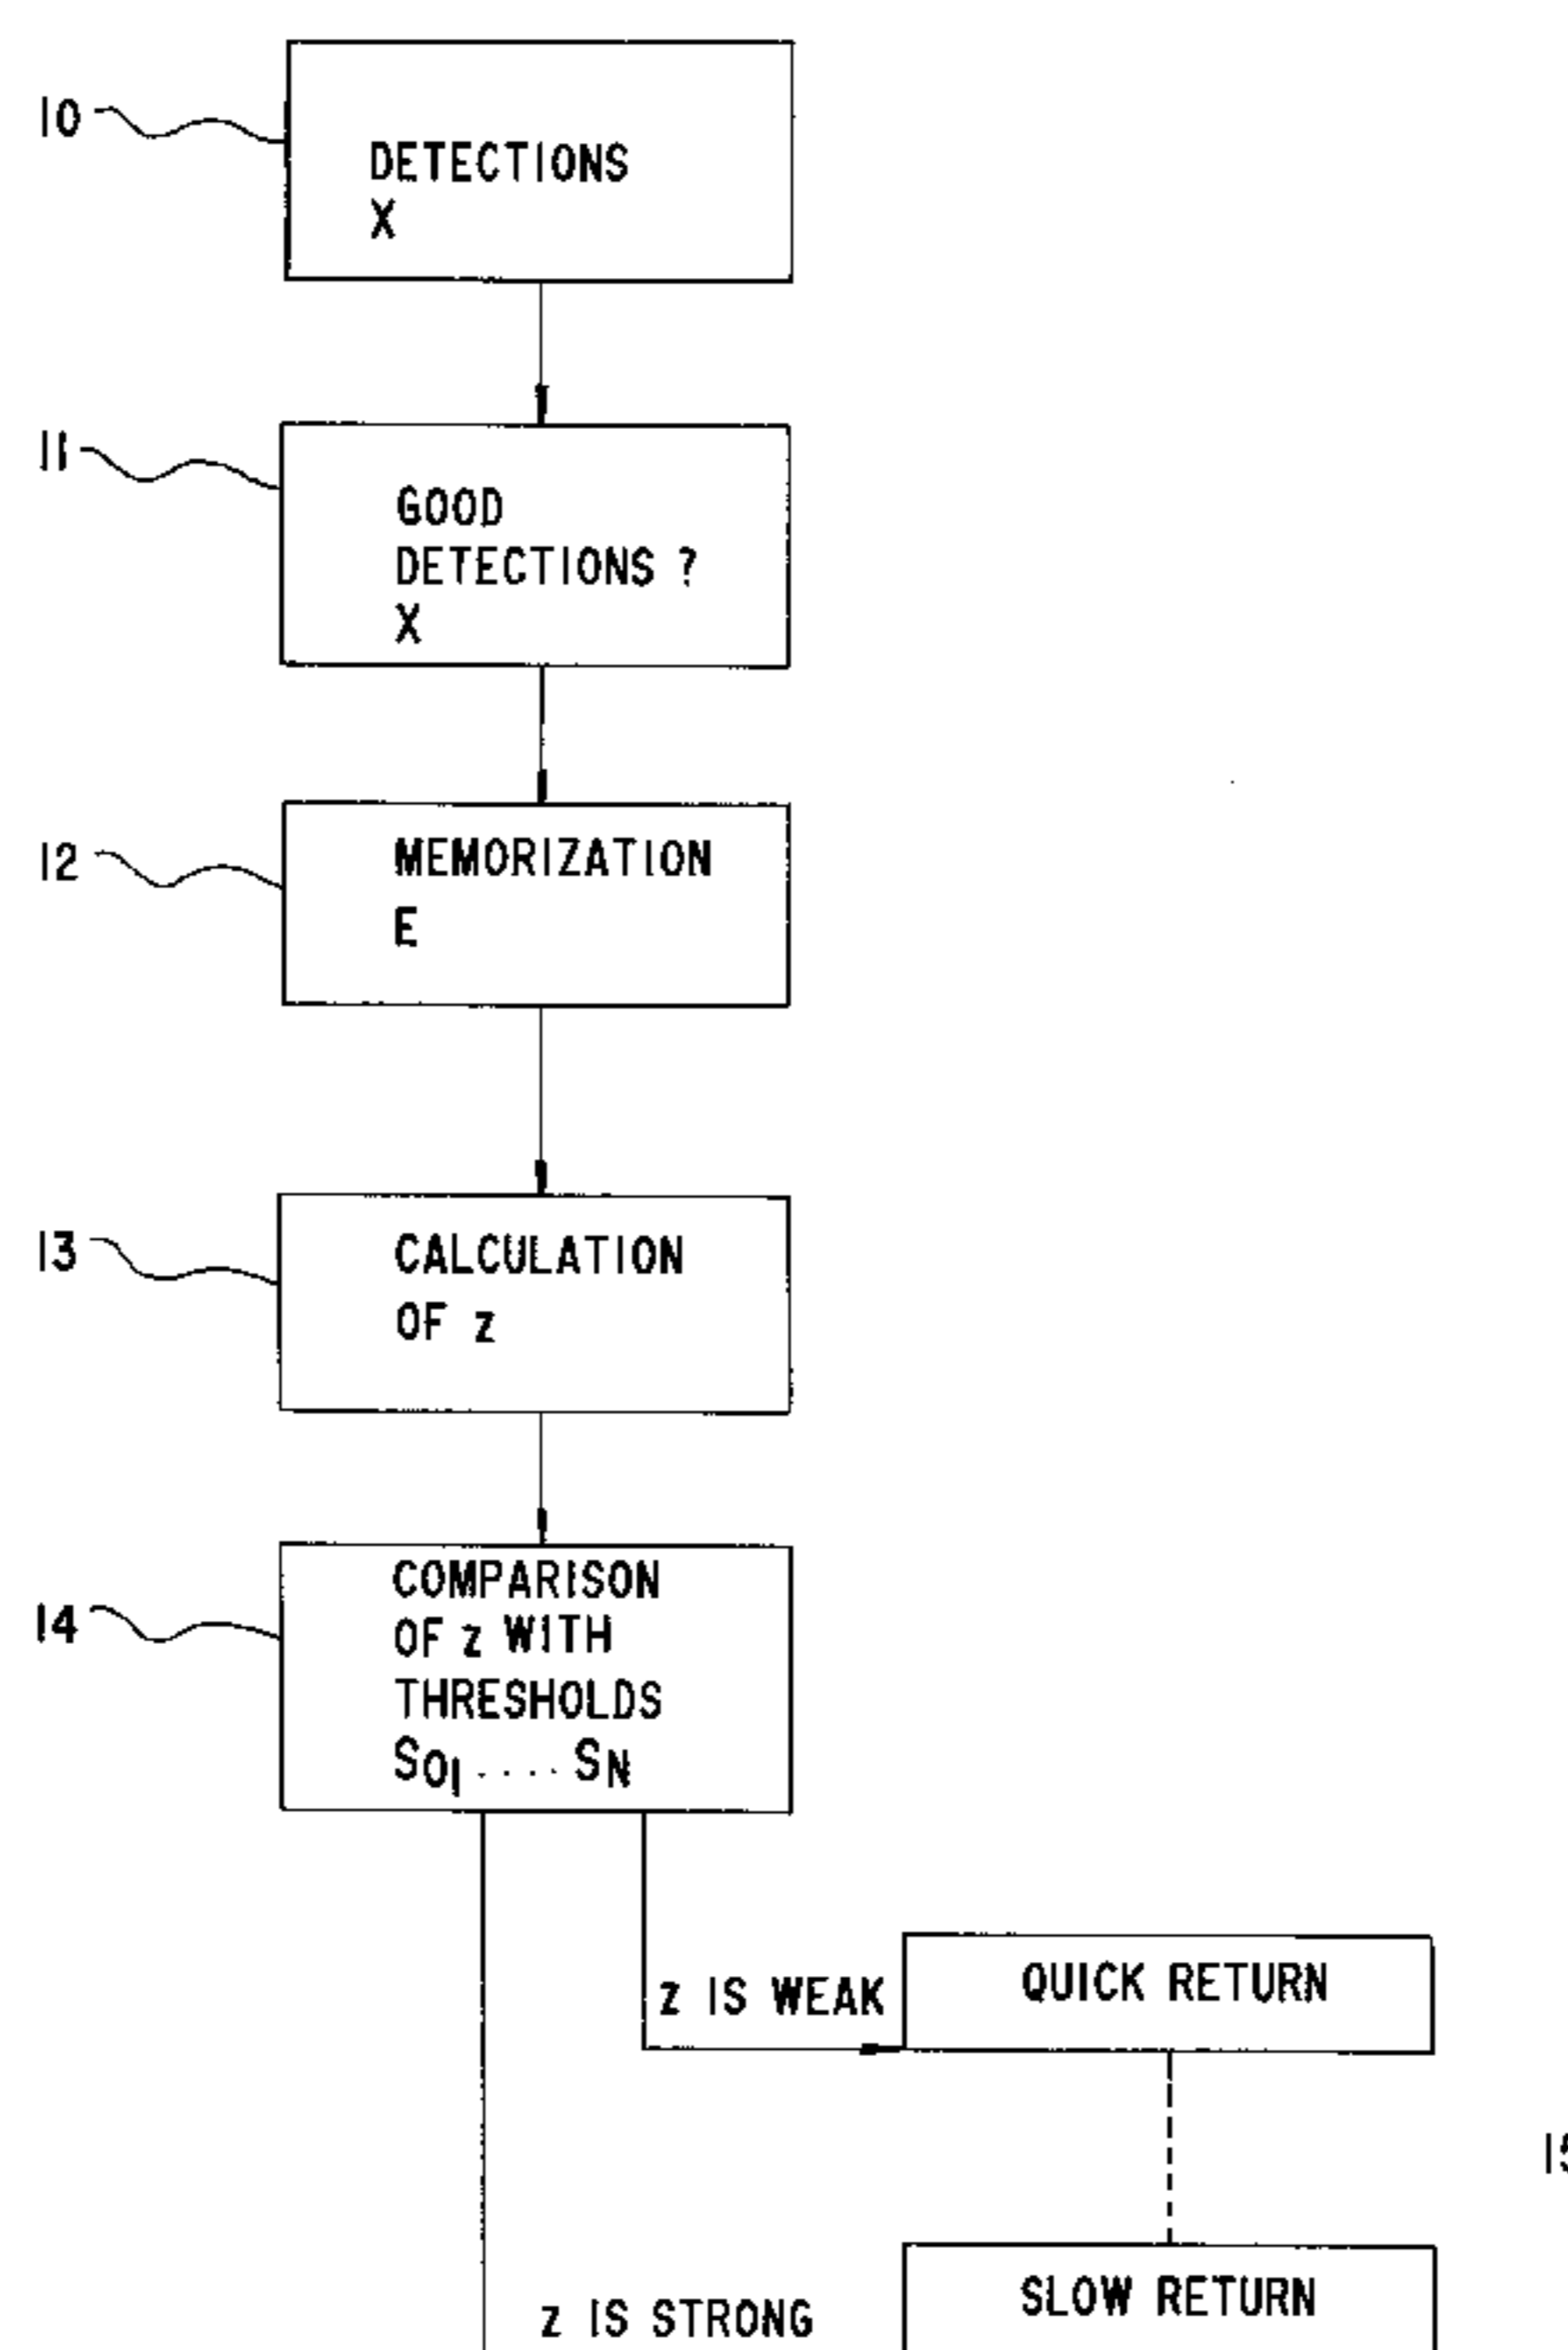 10
DETECTIONS
X
11
GOOD
DETECTIONS ?
X
12
MEMORIZATION
E
13
CALCULATION
OF z
14
COMPARISON
OF z WITH
THRESHOLDS
S01 .... SN
z IS WEAK
QUICK RETURN
z IS STRONG
SLOW RETURN